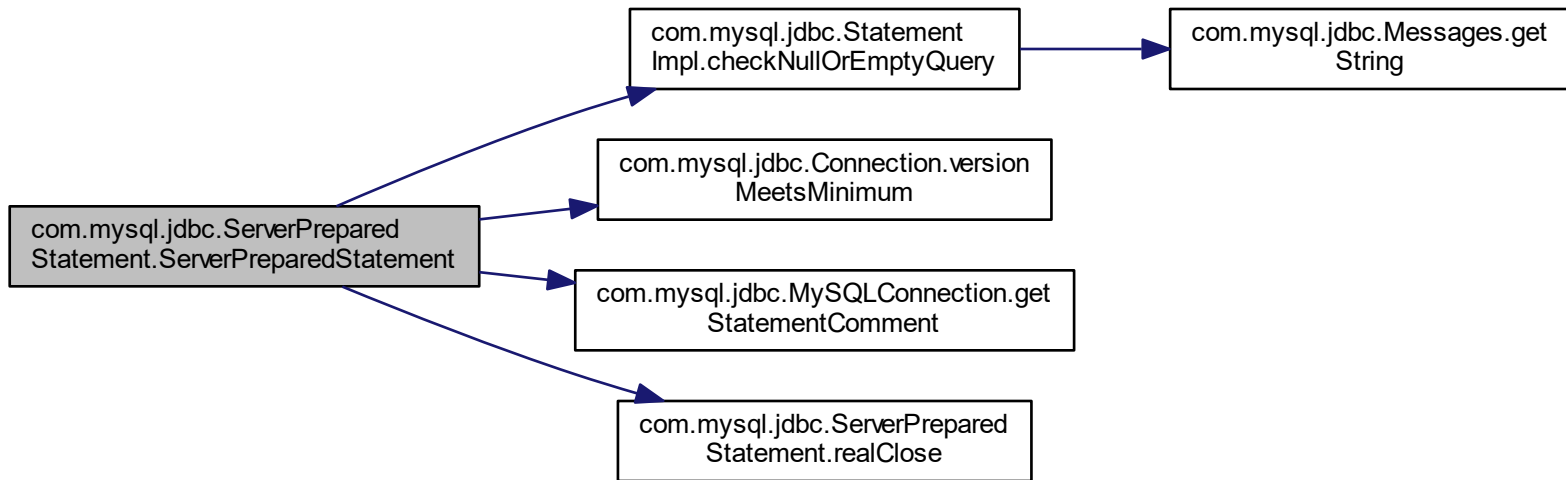 com.mysql.jdbc.ServerPrepared
Statement.ServerPreparedStatement
com.mysql.jdbc.Statement
Impl.checkNullOrEmptyQuery
com.mysql.jdbc.Messages.get
String
com.mysql.jdbc.Connection.version
MeetsMinimum
com.mysql.jdbc.MySQLConnection.get
StatementComment
com.mysql.jdbc.ServerPrepared
Statement.realClose